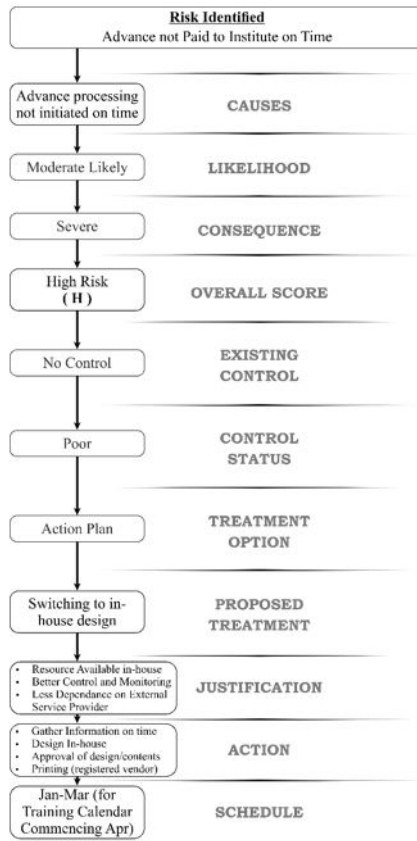 Risk Identified
Advance not Paid to Institute on Time
Advance processing
not initiated on time
CAUSES
Moderate Likely
LIKELIHOOD
Severe
CONSEQUENCE
High Risk
( H )
OVERALL SCORE
No Control
EXISTING
CONTROL
Poor
CONTROL
STATUS
Action Plan
TREATMENT
OPTION
Switching to in-
house design
PROPOSED
TREATMENT
• Resource Available in-house
• Better Control and Monitoring
• Less Dependance on External
Service Provider
JUSTIFICATION
• Gather Information on time
• Design In-house
• Approval of design/contents
• Printing (registered vendor)
ACTION
Jan-Mar (for
Training Calendar
Commencing Apr)
SCHEDULE